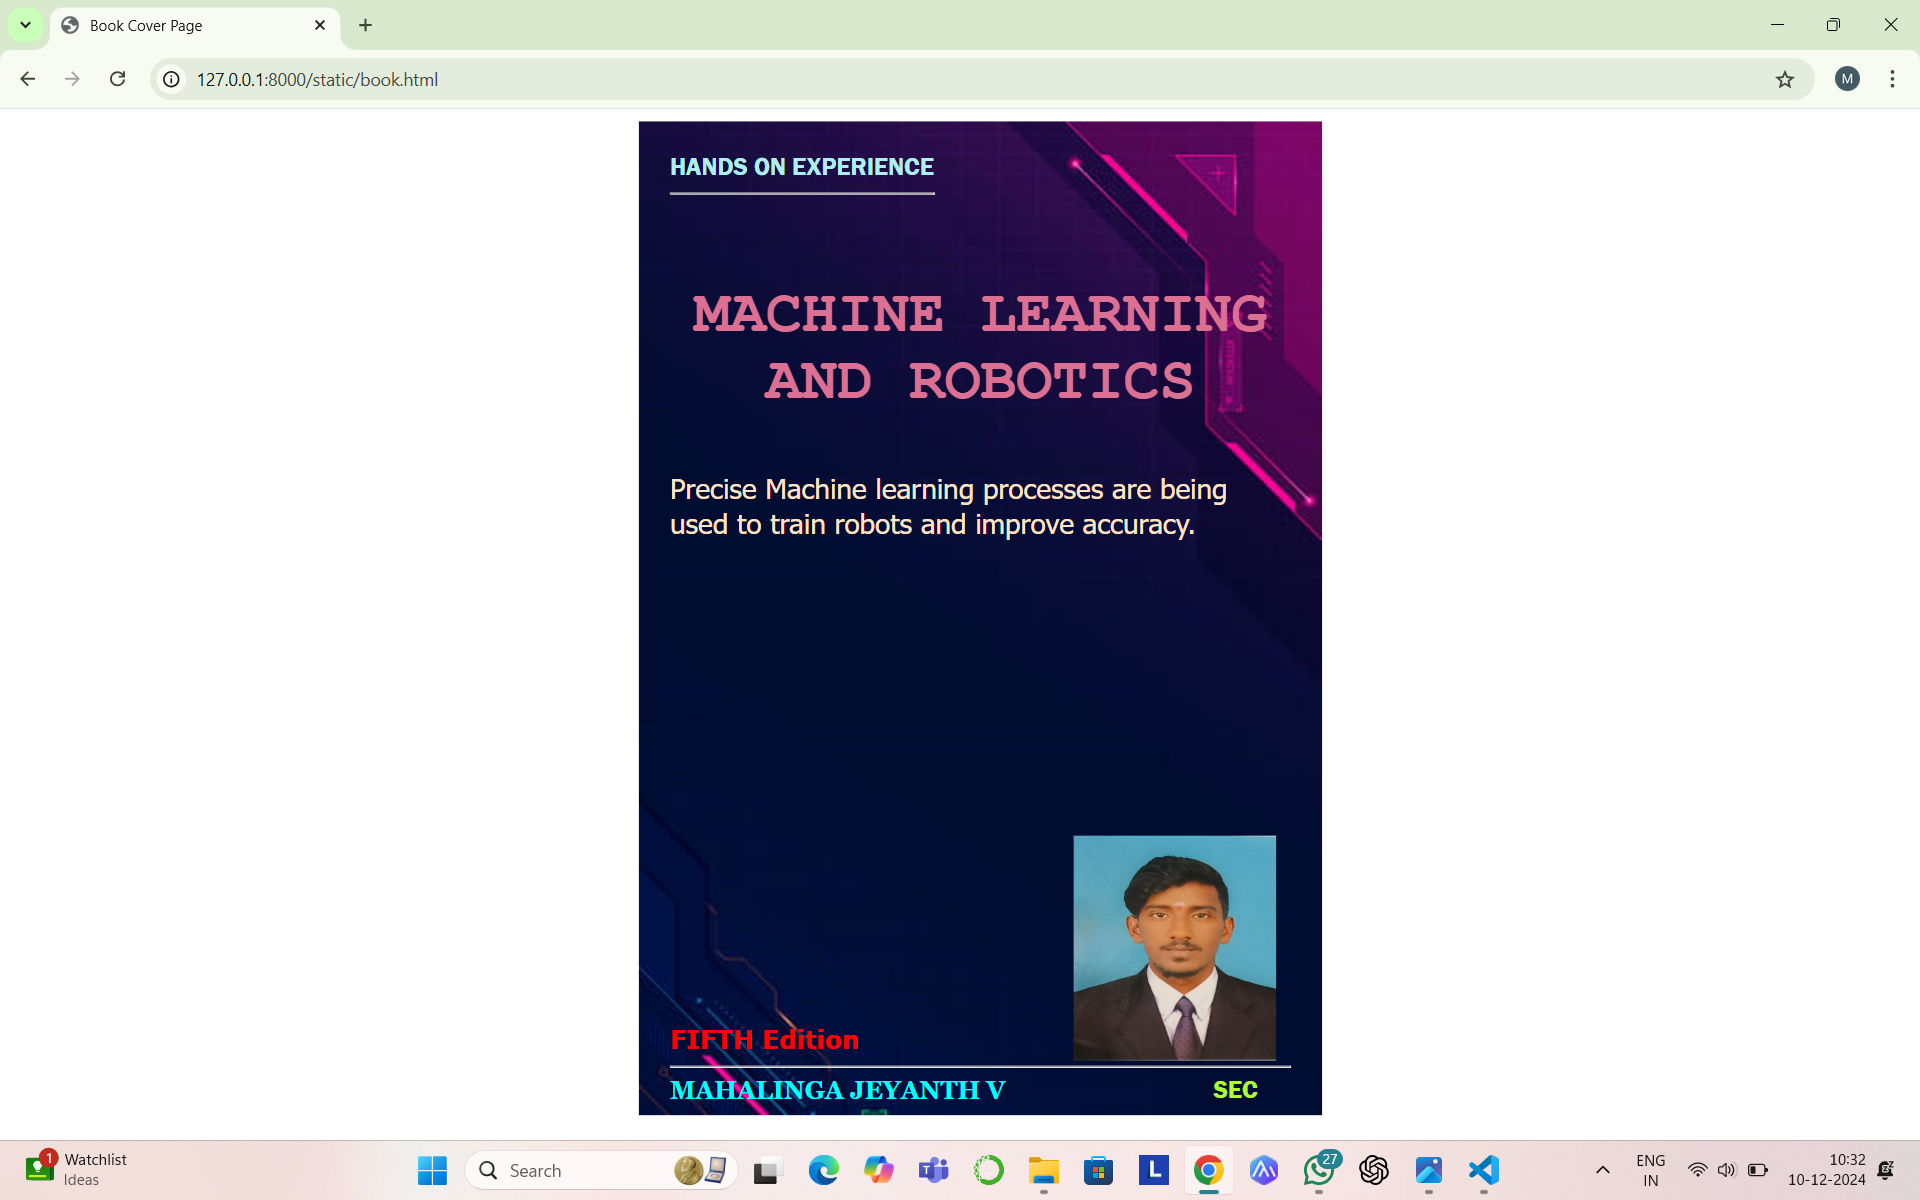 Book Cover Page
127.0.0.1:8000/static/book.html
M
HANDS ON EXPERIENCE
MACHINE LEARNING
AND ROBOTICS
Precise Machine learning processes are being
used to train robots and improve accuracy.
FIFTH Edition
MAHALINGA JEYANTH V
SEC
1
Watchlist
Ideas
Search
T
L
27
ENG
IN
10:32
10-12-2024